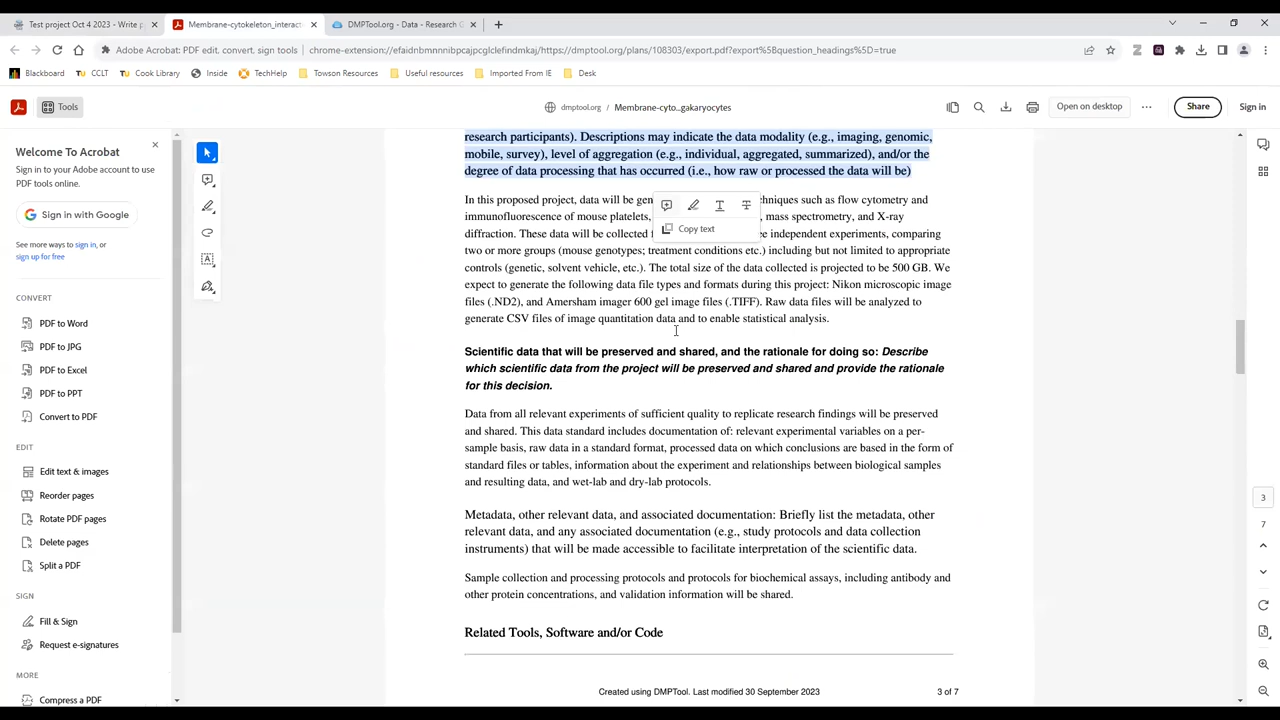 Test project Oct 4 2023 - Write p
Membrane-cytokeleton_interact
DMPTool.org - Data - Research G
Adobe Acrobat: PDF edit, convert, sign tools
chrome-extension://efaidnbmnnnibpcajpcglclefindmkaj/https://dmptool.org/plans/108303/export.pdf?export%5Bquestion_headings%5D=true
Blackboard
CCLT
Cook Library
Inside
TechHelp
Towson Resources
Useful resources
Imported From IE
Desk
Tools
dmptool.org / Membrane-cyto...gakaryocytes
Open on desktop
Share
Sign in
Welcome To Acrobat
Sign in to your Adobe account to use
PDF tools online.
Sign in with Google
See more ways to sign in, or
sign up for free
CONVERT
PDF to Word
PDF to JPG
PDF to Excel
PDF to PPT
Convert to PDF
EDIT
Edit text & images
Reorder pages
Rotate PDF pages
Delete pages
Split a PDF
SIGN
Fill & Sign
Request e-signatures
MORE
Compress a PDF
research participants). Descriptions may indicate the data modality (e.g., imaging, genomic,
mobile, survey), level of aggregation (e.g., individual, aggregated, summarized), and/or the
degree of data processing that has occurred (i.e., how raw or processed the data will be)
In this proposed project, data will be gen techniques such as flow cytometry and
immunofluorescence of mouse platelets, , mass spectrometry, and X-ray
diffraction. These data will be collected independent experiments, comparing
Copy text
two or more groups (mouse genotypes; treatment conditions etc.) including but not limited to appropriate
controls (genetic, solvent vehicle, etc.). The total size of the data collected is projected to be 500 GB. We
expect to generate the following data file types and formats during this project: Nikon microscopic image
files (.ND2), and Amersham imager 600 gel image files (.TIFF). Raw data files will be analyzed to
generate CSV files of image quantitation data and to enable statistical analysis.
Scientific data that will be preserved and shared, and the rationale for doing so: Describe
which scientific data from the project will be preserved and shared and provide the rationale
for this decision.
Data from all relevant experiments of sufficient quality to replicate research findings will be preserved
and shared. This data standard includes documentation of: relevant experimental variables on a per-
sample basis, raw data in a standard format, processed data on which conclusions are based in the form of
standard files or tables, information about the experiment and relationships between biological samples
and resulting data, and wet-lab and dry-lab protocols.
Metadata, other relevant data, and associated documentation: Briefly list the metadata, other
relevant data, and any associated documentation (e.g., study protocols and data collection
instruments) that will be made accessible to facilitate interpretation of the scientific data.
Sample collection and processing protocols and protocols for biochemical assays, including antibody and
other protein concentrations, and validation information will be shared.
Related Tools, Software and/or Code
Created using DMPTool. Last modified 30 September 2023
3 of 7
3
7